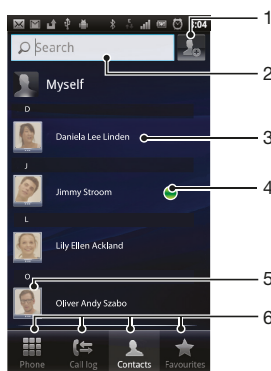 :04
1
Search
2
Myself
D
Daniela Lee Linden
3
J
Jimmy Stroom
4
L
Lily Ellen Ackland
O
5
Oliver Andy Szabo
6
Phone Call log Contacts Favourites